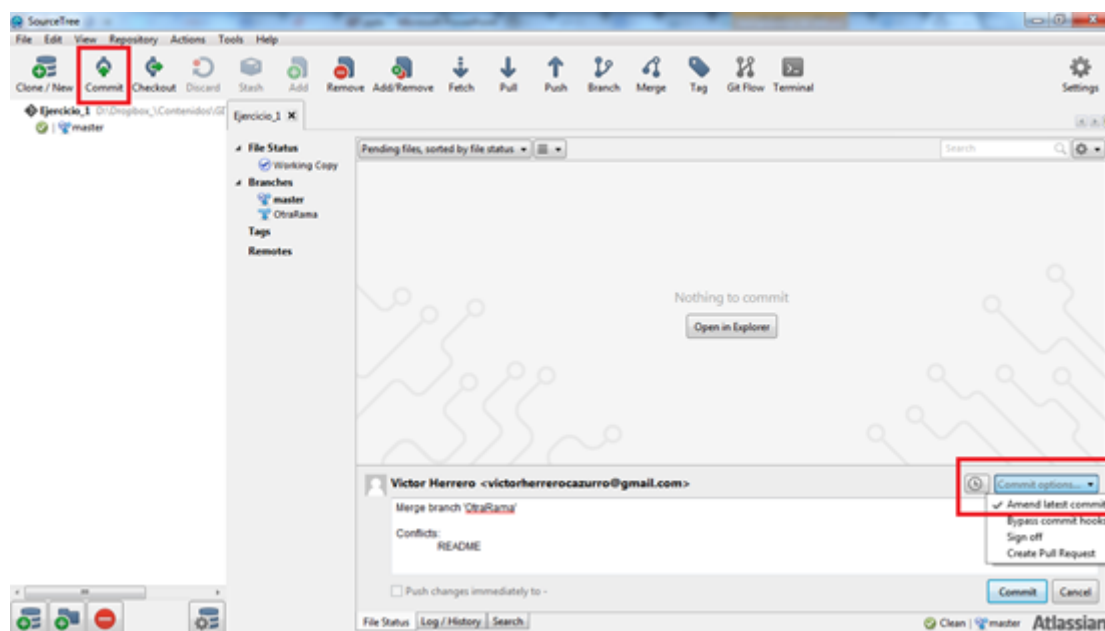 SourceTree
File Edit View Repository Actions Tools Help
Clone / New Commit Checkout Discard Stash Add Remove Add/Remove Fetch Pull Push Branch Merge Tag Git Flow Terminal Settings
Ejercicio_1 D:\Dropbox_\Contenidos\GI
master
Ejercicio_1
File Status
Working Copy
Branches
master
OtraRama
Tags
Remotes
Pending files, sorted by file status
Search
Nothing to commit
Open in Explorer
Victor Herrero <victorherrerocazurro@gmail.com>
Commit options...
Amend latest commit
Bypass commit hooks
Sign off
Create Pull Request
Merge branch 'OtraRama'
Conflicts:
README
Push changes immediately to -
Commit Cancel
File Status Log / History Search
Clean master Atlassian